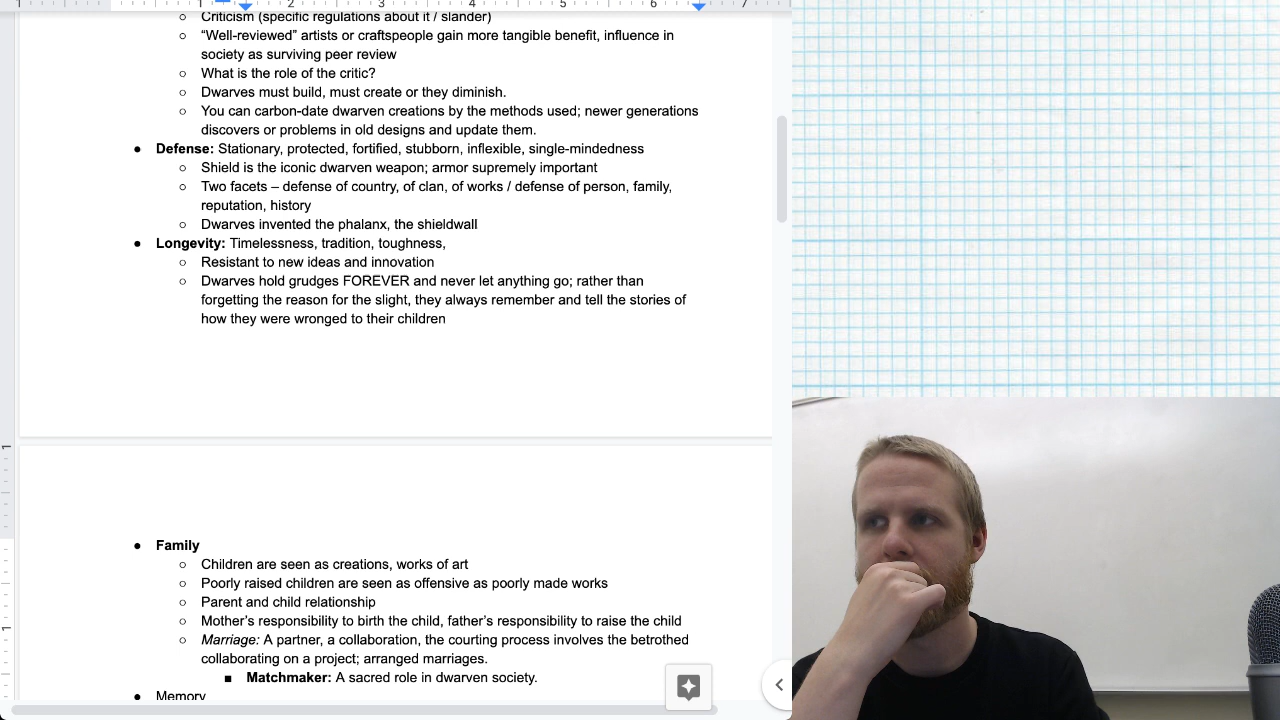 1 1 2 3 4 5 6 7
Criticism (specific regulations about it / slander)
○ “Well-reviewed” artists or craftspeople gain more tangible benefit, influence in
society as surviving peer review
○ What is the role of the critic?
○ Dwarves must build, must create or they diminish.
○ You can carbon-date dwarven creations by the methods used; newer generations
discovers or problems in old designs and update them.
● Defense: Stationary, protected, fortified, stubborn, inflexible, single-mindedness
○ Shield is the iconic dwarven weapon; armor supremely important
○ Two facets – defense of country, of clan, of works / defense of person, family,
reputation, history
○ Dwarves invented the phalanx, the shieldwall
● Longevity: Timelessness, tradition, toughness,
○ Resistant to new ideas and innovation
○ Dwarves hold grudges FOREVER and never let anything go; rather than
forgetting the reason for the slight, they always remember and tell the stories of
how they were wronged to their children
1
● Family
○ Children are seen as creations, works of art
○ Poorly raised children are seen as offensive as poorly made works
○ Parent and child relationship
○ Mother’s responsibility to birth the child, father’s responsibility to raise the child
1
○ Marriage: A partner, a collaboration, the courting process involves the betrothed
collaborating on a project; arranged marriages.
■ Matchmaker: A sacred role in dwarven society.
● Memory